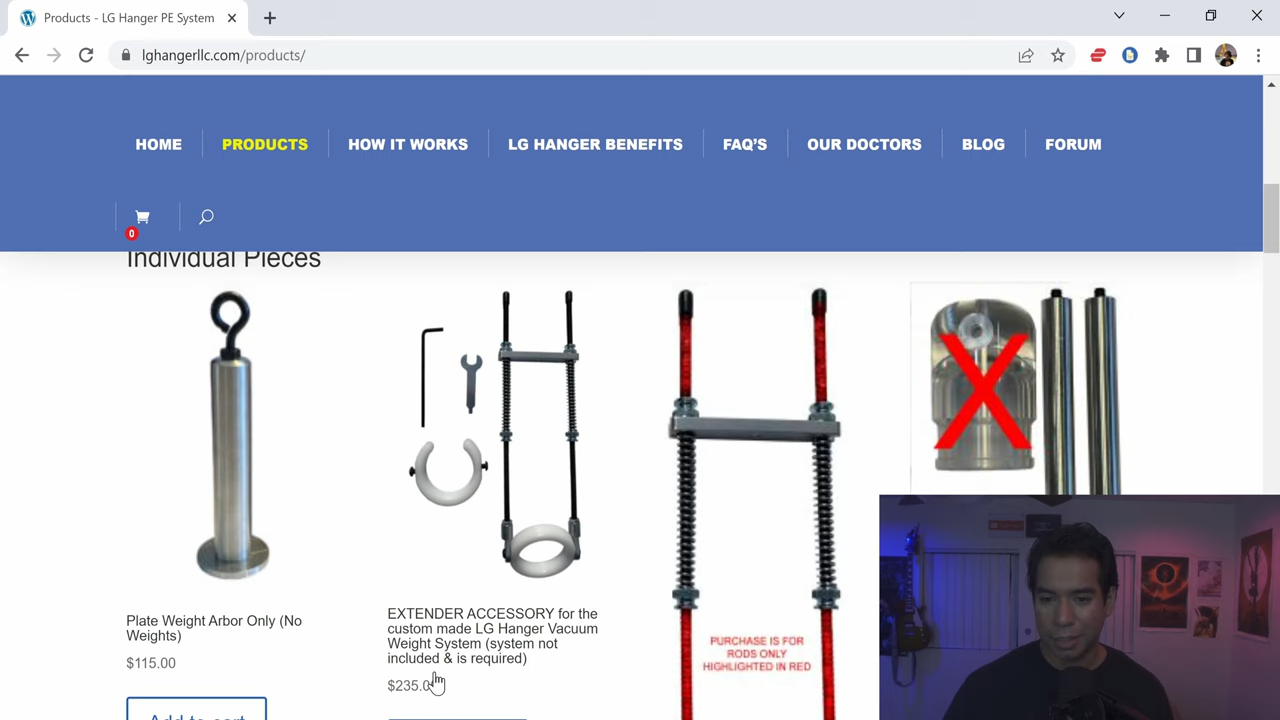 Products - LG Hanger PE System
lghangerllc.com/products/
HOME
PRODUCTS
HOW IT WORKS
LG HANGER BENEFITS
FAQ’S
OUR DOCTORS
BLOG
FORUM
0
Individual Pieces
X
PURCHASE IS FOR
RODS ONLY
HIGHLIGHTED IN RED
Plate Weight Arbor Only (No
Weights)
$115.00
Add to cart
EXTENDER ACCESSORY for the
custom made LG Hanger Vacuum
Weight System (system not
included & is required)
$235.0